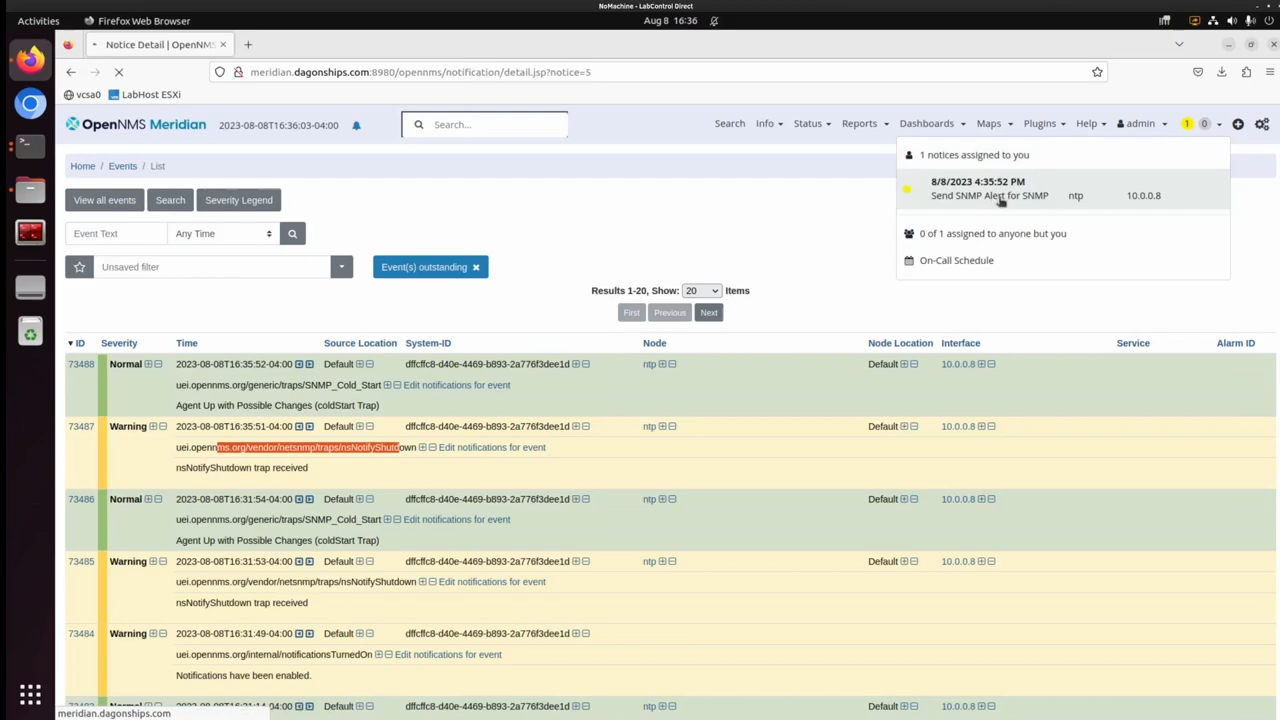 NoMachine - LabControl Direct
Activities Firefox Web Browser Aug 8 16:36
Notice Detail | OpenNMS
meridian.dagonships.com:8980/opennms/notification/detail.jsp?notice=5
vcsa0 LabHost ESXi
OpenNMS Meridian 2023-08-08T16:36:03-04:00 Search... Search Info Status Reports Dashboards Maps Plugins Help admin 1 0
1 notices assigned to you
8/8/2023 4:35:52 PM
Send SNMP Alert for SNMP ntp 10.0.0.8
0 of 1 assigned to anyone but you
On-Call Schedule
Home / Events / List
View all events Search Severity Legend
Event Text Any Time
Unsaved filter Event(s) outstanding
Results 1-20, Show: 20 Items
First Previous Next
ID Severity Time Source Location System-ID Node Node Location Interface Service Alarm ID
73488 Normal 2023-08-08T16:35:52-04:00 Default dffcffc8-d40e-4469-b893-2a776f3dee1d ntp Default 10.0.0.8
uei.opennms.org/generic/traps/SNMP_Cold_Start Edit notifications for event
Agent Up with Possible Changes (coldStart Trap)
73487 Warning 2023-08-08T16:35:51-04:00 Default dffcffc8-d40e-4469-b893-2a776f3dee1d ntp Default 10.0.0.8
uei.opennms.org/vendor/netsnmp/traps/nsNotifyShutdown Edit notifications for event
nsNotifyShutdown trap received
73486 Normal 2023-08-08T16:31:54-04:00 Default dffcffc8-d40e-4469-b893-2a776f3dee1d ntp Default 10.0.0.8
uei.opennms.org/generic/traps/SNMP_Cold_Start Edit notifications for event
Agent Up with Possible Changes (coldStart Trap)
73485 Warning 2023-08-08T16:31:53-04:00 Default dffcffc8-d40e-4469-b893-2a776f3dee1d ntp Default 10.0.0.8
uei.opennms.org/vendor/netsnmp/traps/nsNotifyShutdown Edit notifications for event
nsNotifyShutdown trap received
73484 Warning 2023-08-08T16:31:49-04:00 Default dffcffc8-d40e-4469-b893-2a776f3dee1d
uei.opennms.org/internal/notificationsTurnedOn Edit notifications for event
Notifications have been enabled.
meridian.dagonships.com